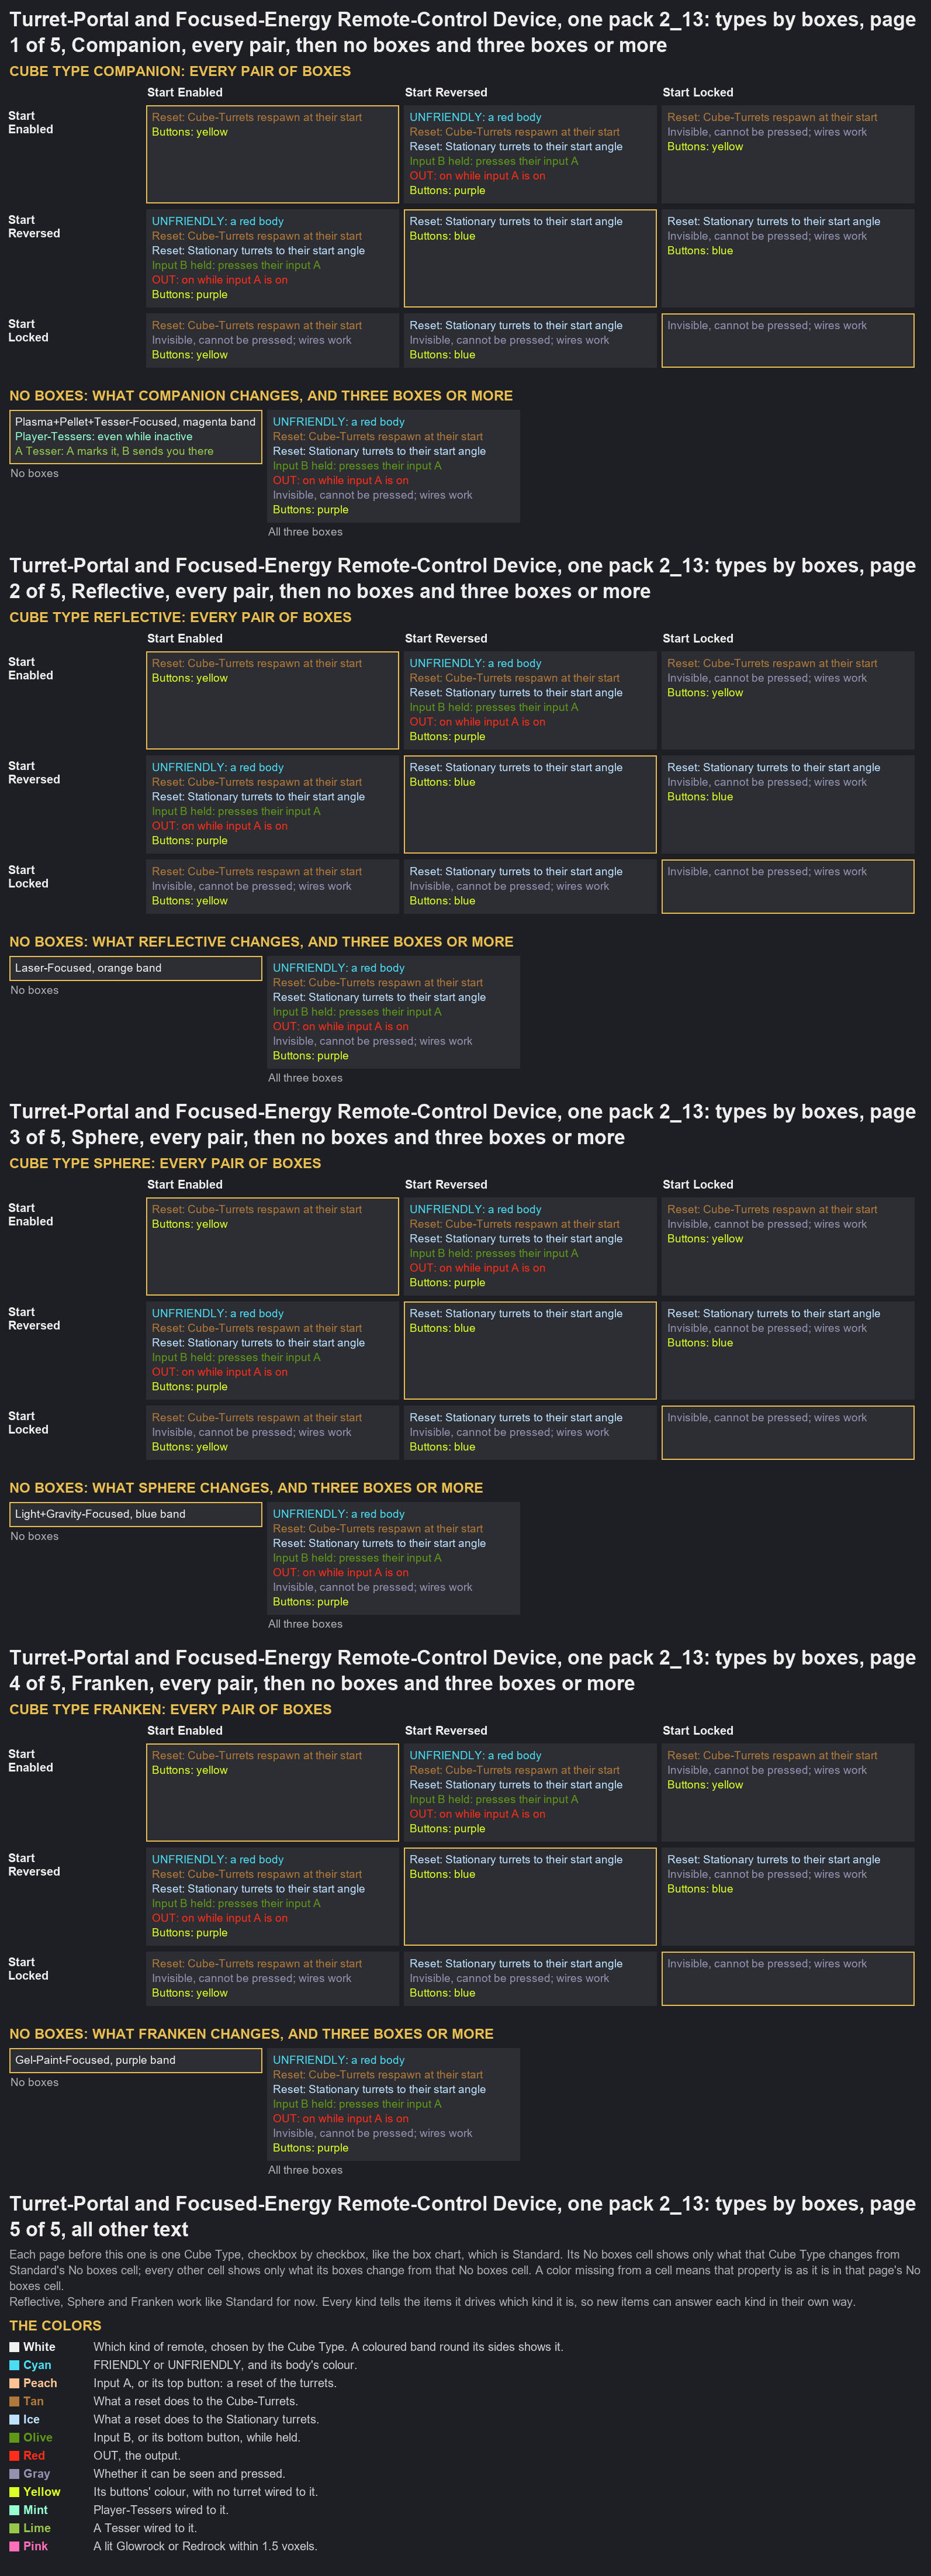 Turret-Portal and Focused-Energy Remote-Control Device, one pack 2_13: types by boxes, page
1 of 5, Companion, every pair, then no boxes and three boxes or more
CUBE TYPE COMPANION: EVERY PAIR OF BOXES
Start Enabled
Start Reversed
Start Locked
Start
Enabled
Reset: Cube-Turrets respawn at their start
Buttons: yellow
UNFRIENDLY: a red body
Reset: Cube-Turrets respawn at their start
Reset: Stationary turrets to their start angle
Input B held: presses their input A
OUT: on while input A is on
Buttons: purple
Reset: Cube-Turrets respawn at their start
Invisible, cannot be pressed; wires work
Buttons: yellow
Start
Reversed
UNFRIENDLY: a red body
Reset: Cube-Turrets respawn at their start
Reset: Stationary turrets to their start angle
Input B held: presses their input A
OUT: on while input A is on
Buttons: purple
Reset: Stationary turrets to their start angle
Buttons: blue
Reset: Stationary turrets to their start angle
Invisible, cannot be pressed; wires work
Buttons: blue
Start
Locked
Reset: Cube-Turrets respawn at their start
Invisible, cannot be pressed; wires work
Buttons: yellow
Reset: Stationary turrets to their start angle
Invisible, cannot be pressed; wires work
Buttons: blue
Invisible, cannot be pressed; wires work
NO BOXES: WHAT COMPANION CHANGES, AND THREE BOXES OR MORE
Plasma+Pellet+Tesser-Focused, magenta band
Player-Tessers: even while inactive
A Tesser: A marks it, B sends you there
No boxes
UNFRIENDLY: a red body
Reset: Cube-Turrets respawn at their start
Reset: Stationary turrets to their start angle
Input B held: presses their input A
OUT: on while input A is on
Invisible, cannot be pressed; wires work
Buttons: purple
All three boxes
Turret-Portal and Focused-Energy Remote-Control Device, one pack 2_13: types by boxes, page
2 of 5, Reflective, every pair, then no boxes and three boxes or more
CUBE TYPE REFLECTIVE: EVERY PAIR OF BOXES
Start Enabled
Start Reversed
Start Locked
Start
Enabled
Reset: Cube-Turrets respawn at their start
Buttons: yellow
UNFRIENDLY: a red body
Reset: Cube-Turrets respawn at their start
Reset: Stationary turrets to their start angle
Input B held: presses their input A
OUT: on while input A is on
Buttons: purple
Reset: Cube-Turrets respawn at their start
Invisible, cannot be pressed; wires work
Buttons: yellow
Start
Reversed
UNFRIENDLY: a red body
Reset: Cube-Turrets respawn at their start
Reset: Stationary turrets to their start angle
Input B held: presses their input A
OUT: on while input A is on
Buttons: purple
Reset: Stationary turrets to their start angle
Buttons: blue
Reset: Stationary turrets to their start angle
Invisible, cannot be pressed; wires work
Buttons: blue
Start
Locked
Reset: Cube-Turrets respawn at their start
Invisible, cannot be pressed; wires work
Buttons: yellow
Reset: Stationary turrets to their start angle
Invisible, cannot be pressed; wires work
Buttons: blue
Invisible, cannot be pressed; wires work
NO BOXES: WHAT REFLECTIVE CHANGES, AND THREE BOXES OR MORE
Laser-Focused, orange band
No boxes
UNFRIENDLY: a red body
Reset: Cube-Turrets respawn at their start
Reset: Stationary turrets to their start angle
Input B held: presses their input A
OUT: on while input A is on
Invisible, cannot be pressed; wires work
Buttons: purple
All three boxes
Turret-Portal and Focused-Energy Remote-Control Device, one pack 2_13: types by boxes, page
3 of 5, Sphere, every pair, then no boxes and three boxes or more
CUBE TYPE SPHERE: EVERY PAIR OF BOXES
Start Enabled
Start Reversed
Start Locked
Start
Enabled
Reset: Cube-Turrets respawn at their start
Buttons: yellow
UNFRIENDLY: a red body
Reset: Cube-Turrets respawn at their start
Reset: Stationary turrets to their start angle
Input B held: presses their input A
OUT: on while input A is on
Buttons: purple
Reset: Cube-Turrets respawn at their start
Invisible, cannot be pressed; wires work
Buttons: yellow
Start
Reversed
UNFRIENDLY: a red body
Reset: Cube-Turrets respawn at their start
Reset: Stationary turrets to their start angle
Input B held: presses their input A
OUT: on while input A is on
Buttons: purple
Reset: Stationary turrets to their start angle
Buttons: blue
Reset: Stationary turrets to their start angle
Invisible, cannot be pressed; wires work
Buttons: blue
Start
Locked
Reset: Cube-Turrets respawn at their start
Invisible, cannot be pressed; wires work
Buttons: yellow
Reset: Stationary turrets to their start angle
Invisible, cannot be pressed; wires work
Buttons: blue
Invisible, cannot be pressed; wires work
NO BOXES: WHAT SPHERE CHANGES, AND THREE BOXES OR MORE
Light+Gravity-Focused, blue band
No boxes
UNFRIENDLY: a red body
Reset: Cube-Turrets respawn at their start
Reset: Stationary turrets to their start angle
Input B held: presses their input A
OUT: on while input A is on
Invisible, cannot be pressed; wires work
Buttons: purple
All three boxes
Turret-Portal and Focused-Energy Remote-Control Device, one pack 2_13: types by boxes, page
4 of 5, Franken, every pair, then no boxes and three boxes or more
CUBE TYPE FRANKEN: EVERY PAIR OF BOXES
Start Enabled
Start Reversed
Start Locked
Start
Enabled
Reset: Cube-Turrets respawn at their start
Buttons: yellow
UNFRIENDLY: a red body
Reset: Cube-Turrets respawn at their start
Reset: Stationary turrets to their start angle
Input B held: presses their input A
OUT: on while input A is on
Buttons: purple
Reset: Cube-Turrets respawn at their start
Invisible, cannot be pressed; wires work
Buttons: yellow
Start
Reversed
UNFRIENDLY: a red body
Reset: Cube-Turrets respawn at their start
Reset: Stationary turrets to their start angle
Input B held: presses their input A
OUT: on while input A is on
Buttons: purple
Reset: Stationary turrets to their start angle
Buttons: blue
Reset: Stationary turrets to their start angle
Invisible, cannot be pressed; wires work
Buttons: blue
Start
Locked
Reset: Cube-Turrets respawn at their start
Invisible, cannot be pressed; wires work
Buttons: yellow
Reset: Stationary turrets to their start angle
Invisible, cannot be pressed; wires work
Buttons: blue
Invisible, cannot be pressed; wires work
NO BOXES: WHAT FRANKEN CHANGES, AND THREE BOXES OR MORE
Gel-Paint-Focused, purple band
No boxes
UNFRIENDLY: a red body
Reset: Cube-Turrets respawn at their start
Reset: Stationary turrets to their start angle
Input B held: presses their input A
OUT: on while input A is on
Invisible, cannot be pressed; wires work
Buttons: purple
All three boxes
Turret-Portal and Focused-Energy Remote-Control Device, one pack 2_13: types by boxes, page
5 of 5, all other text
Each page before this one is one Cube Type, checkbox by checkbox, like the box chart, which is Standard. Its No boxes cell shows only what that Cube Type changes from
Standard's No boxes cell; every other cell shows only what its boxes change from that No boxes cell. A color missing from a cell means that property is as it is in that page's No
boxes cell.
Reflective, Sphere and Franken work like Standard for now. Every kind tells the items it drives which kind it is, so new items can answer each kind in their own way.
THE COLORS
White Which kind of remote, chosen by the Cube Type. A coloured band round its sides shows it.
Cyan FRIENDLY or UNFRIENDLY, and its body's colour.
Peach Input A, or its top button: a reset of the turrets.
Tan What a reset does to the Cube-Turrets.
Ice What a reset does to the Stationary turrets.
Olive Input B, or its bottom button, while held.
Red OUT, the output.
Gray Whether it can be seen and pressed.
Yellow Its buttons' colour, with no turret wired to it.
Mint Player-Tessers wired to it.
Lime A Tesser wired to it.
Pink A lit Glowrock or Redrock within 1.5 voxels.